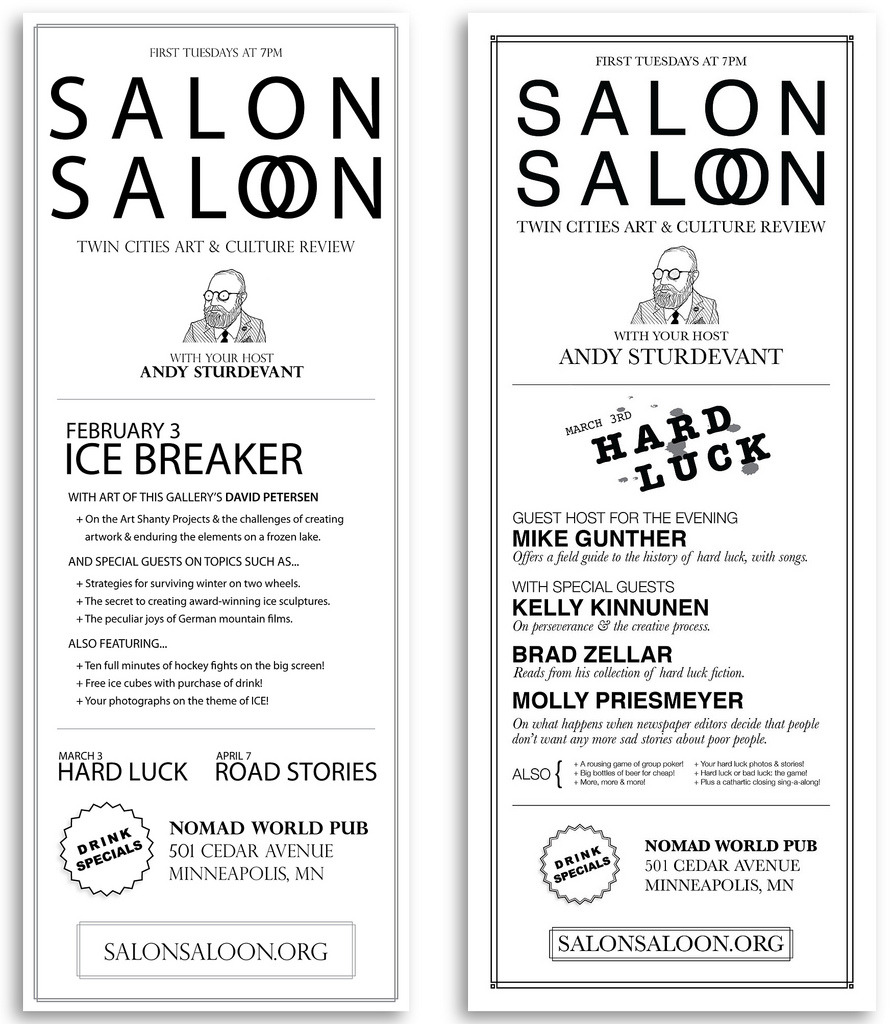 FIRST TUESDAYS AT 7PM
SALON
SALOON
TWIN CITIES ART & CULTURE REVIEW
WITH YOUR HOST
ANDY STURDEVANT
FEBRUARY 3
ICE BREAKER
WITH ART OF THIS GALLERY'S DAVID PETERSEN
+ On the Art Shanty Projects & the challenges of creating
artwork & enduring the elements on a frozen lake.
AND SPECIAL GUESTS ON TOPICS SUCH AS...
+ Strategies for surviving winter on two wheels.
+ The secret to creating award-winning ice sculptures.
+ The peculiar joys of German mountain films.
ALSO FEATURING...
+ Ten full minutes of hockey fights on the big screen!
+ Free ice cubes with purchase of drink!
+ Your photographs on the theme of ICE!
MARCH 3
HARD LUCK
APRIL 7
ROAD STORIES
DRINK
SPECIALS
NOMAD WORLD PUB
501 CEDAR AVENUE
MINNEAPOLIS, MN
SALONSALOON.ORG
FIRST TUESDAYS AT 7PM
SALON
SALOON
TWIN CITIES ART & CULTURE REVIEW
WITH YOUR HOST
ANDY STURDEVANT
MARCH 3RD
HARD
LUCK
GUEST HOST FOR THE EVENING
MIKE GUNTHER
Offers a field guide to the history of hard luck, with songs.
WITH SPECIAL GUESTS
KELLY KINNUNEN
On perseverance & the creative process.
BRAD ZELLAR
Reads from his collection of hard luck fiction.
MOLLY PRIESMEYER
On what happens when newspaper editors decide that people
don't want any more sad stories about poor people.
ALSO {
+ A rousing game of group poker!
+ Big bottles of beer for cheap!
+ More, more & more!
+ Your hard luck photos & stories!
+ Hard luck or bad luck: the game!
+ Plus a cathartic closing sing-a-along!
DRINK
SPECIALS
NOMAD WORLD PUB
501 CEDAR AVENUE
MINNEAPOLIS, MN
SALONSALOON.ORG